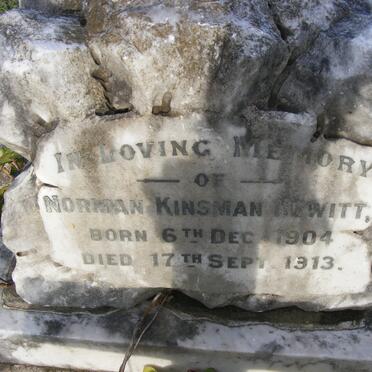 IN LOVING MEMORY
OF
NORMAN KINSMAN HEWITT,
BORN 6TH DEC. 1904
DIED 17TH SEPT. 1913.